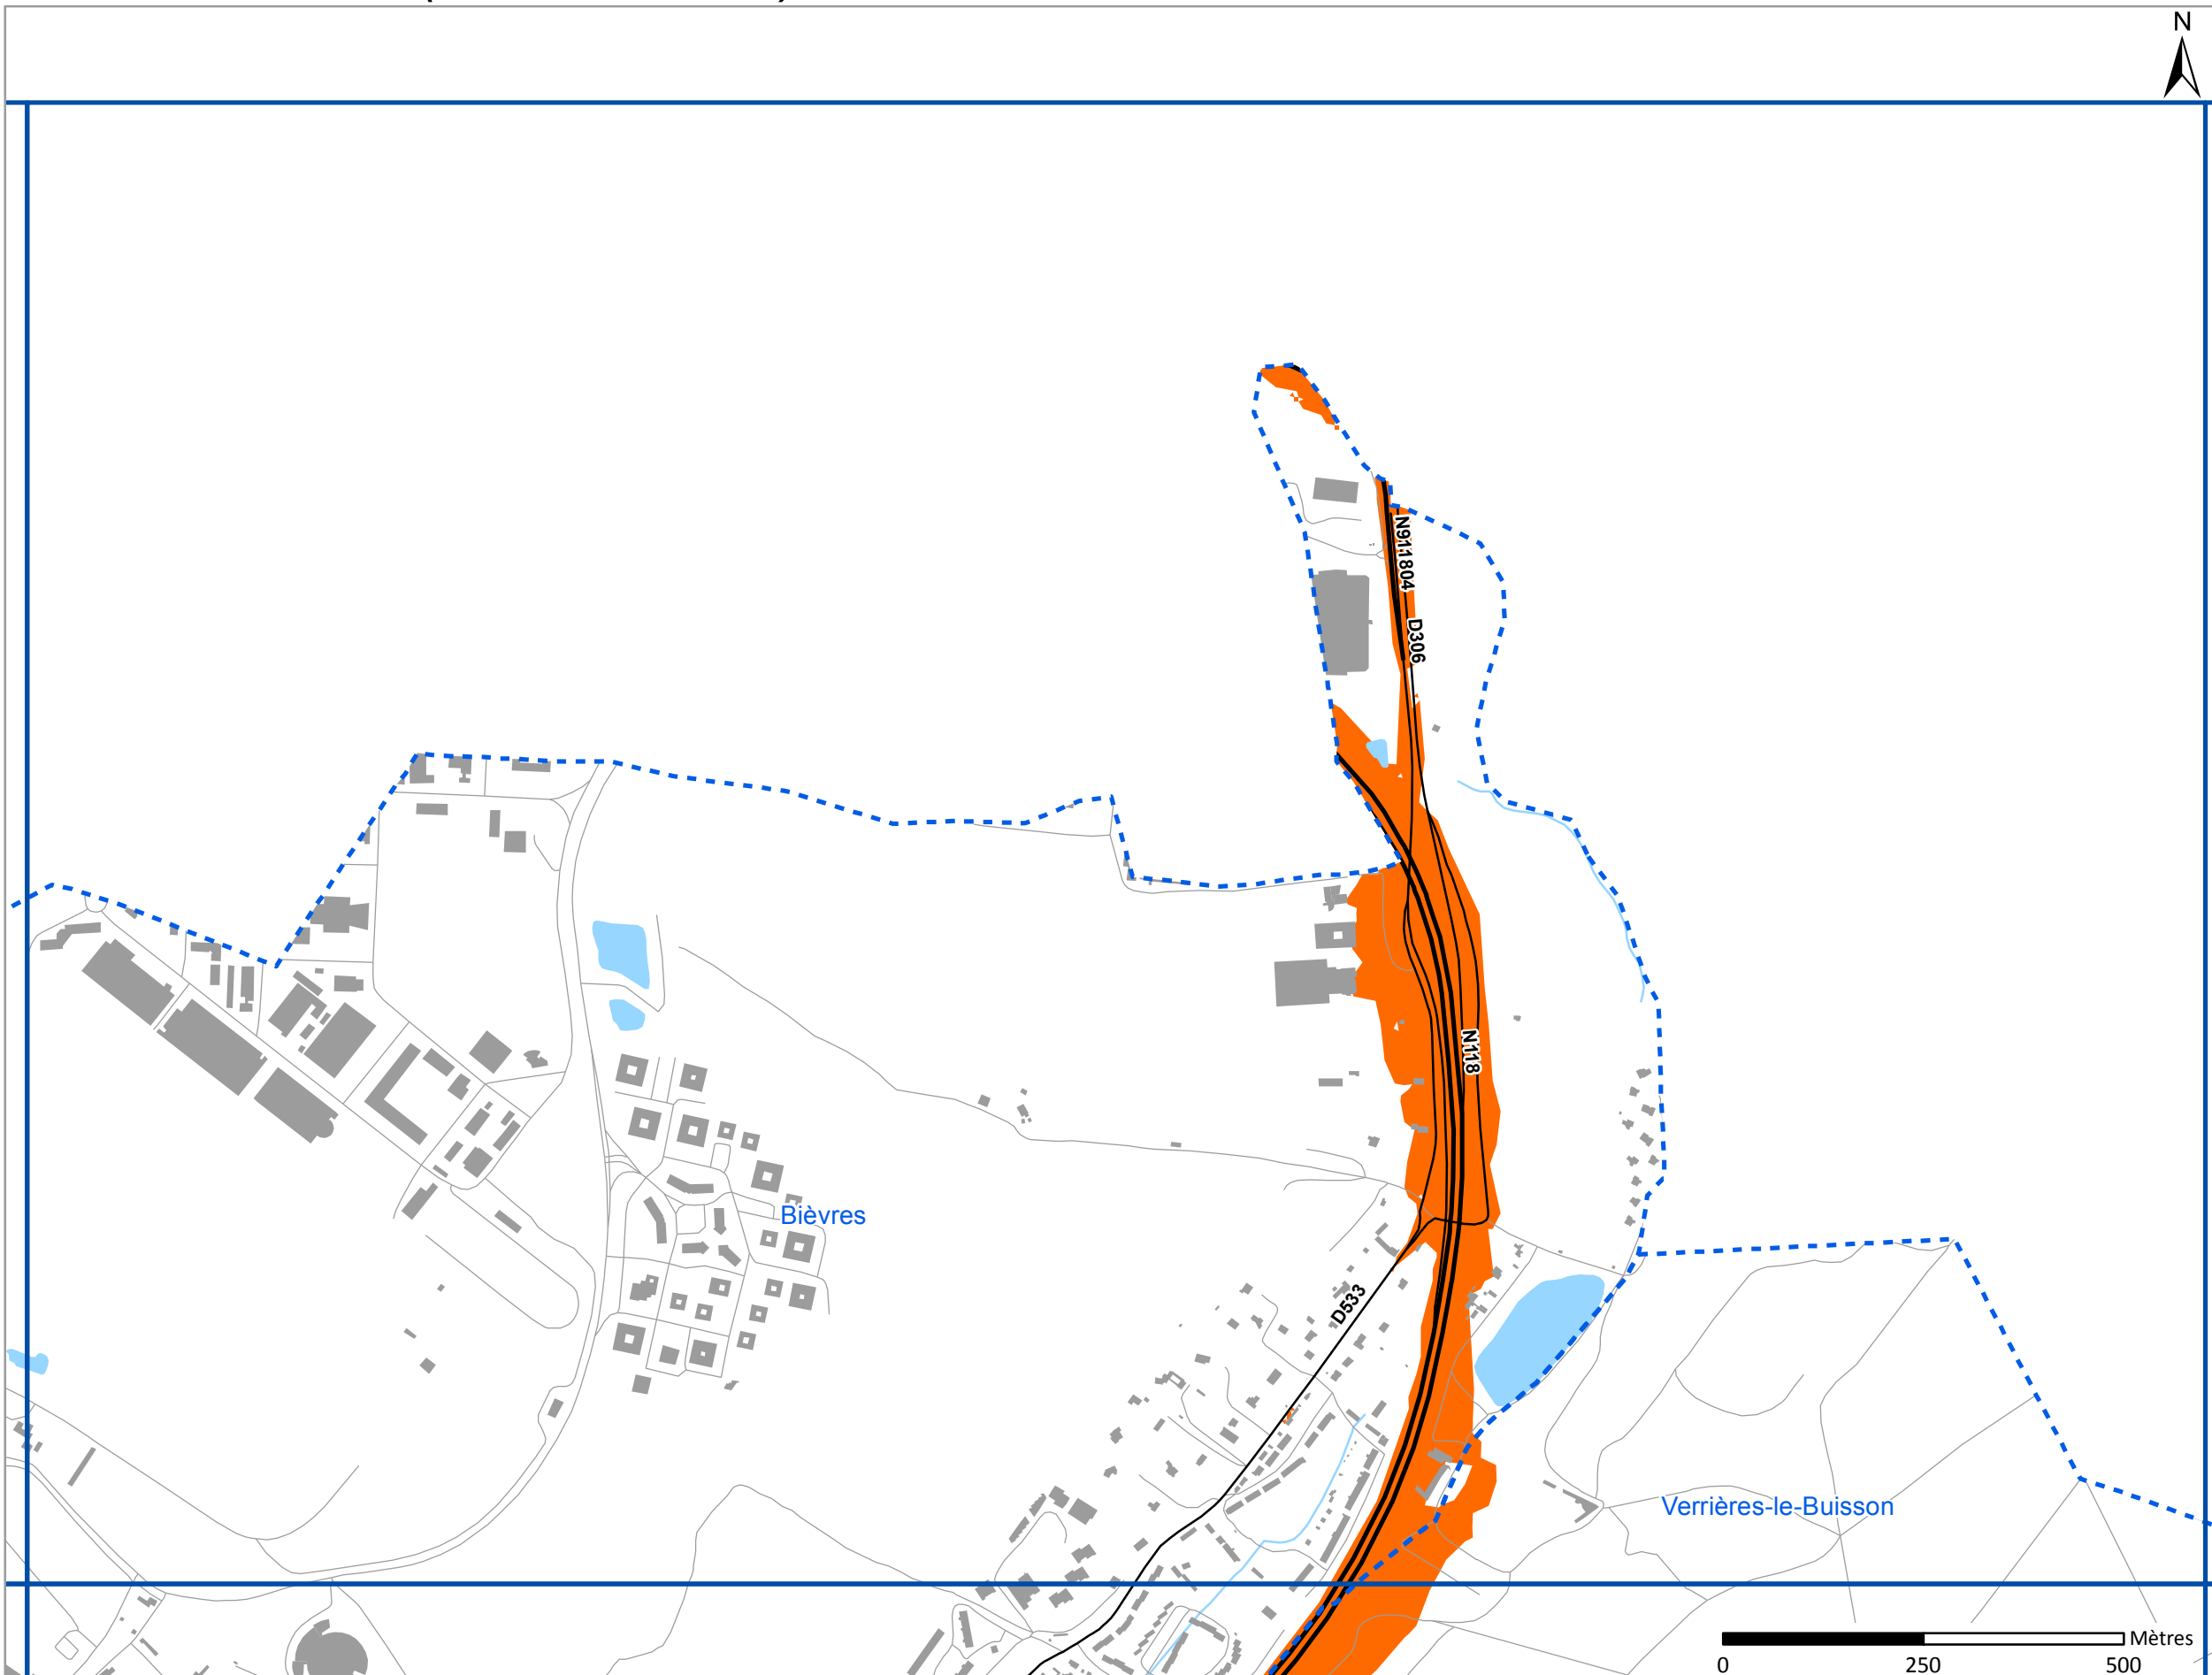 N
N911804
D306
N118
Bièvres
D533
Verrières-le-Buisson
Mètres
0 250 500